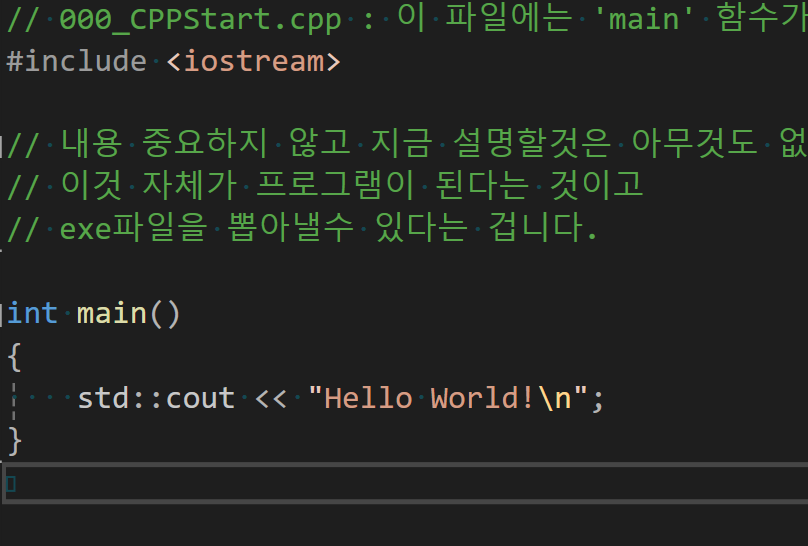 // 000_CPPStart.cpp : 이 파일에는 'main' 함수가
#include <iostream>
// 내용 중요하지 않고 지금 설명할것은 아무것도 없
// 이것 자체가 프로그램이 된다는 것이고
// exe파일을 뽑아낼수 있다는 겁니다.
int main()
{
    std::cout << "Hello World!\n";
}